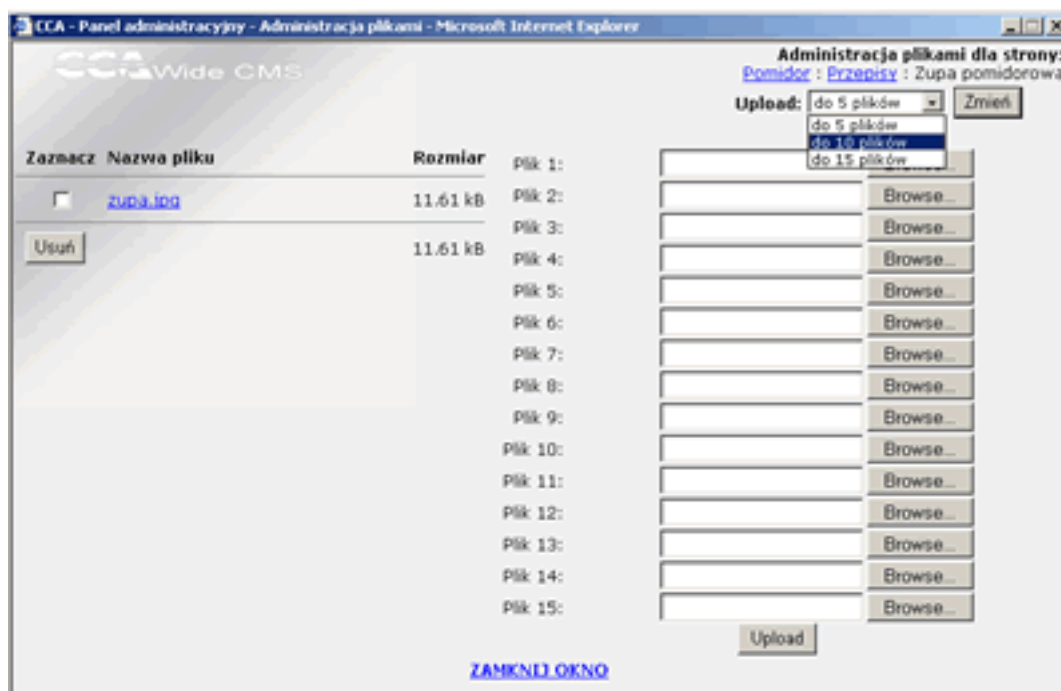 CCA - Panel administracyjny - Administracja plikami - Microsoft Internet Explorer
CCA Wide CMS
Administracja plikami dla strony:
Pomidor : Przepisy : Zupa pomidorowa
Upload: do 5 plików Zmień
do 5 plików
do 10 plików
do 15 plików
Zaznacz Nazwa pliku Rozmiar
zupa.jpg 11.61 kB
Usuń 11.61 kB
Plik 1: Browse...
Plik 2: Browse...
Plik 3: Browse...
Plik 4: Browse...
Plik 5: Browse...
Plik 6: Browse...
Plik 7: Browse...
Plik 8: Browse...
Plik 9: Browse...
Plik 10: Browse...
Plik 11: Browse...
Plik 12: Browse...
Plik 13: Browse...
Plik 14: Browse...
Plik 15: Browse...
Upload
ZAMKNIJ OKNO